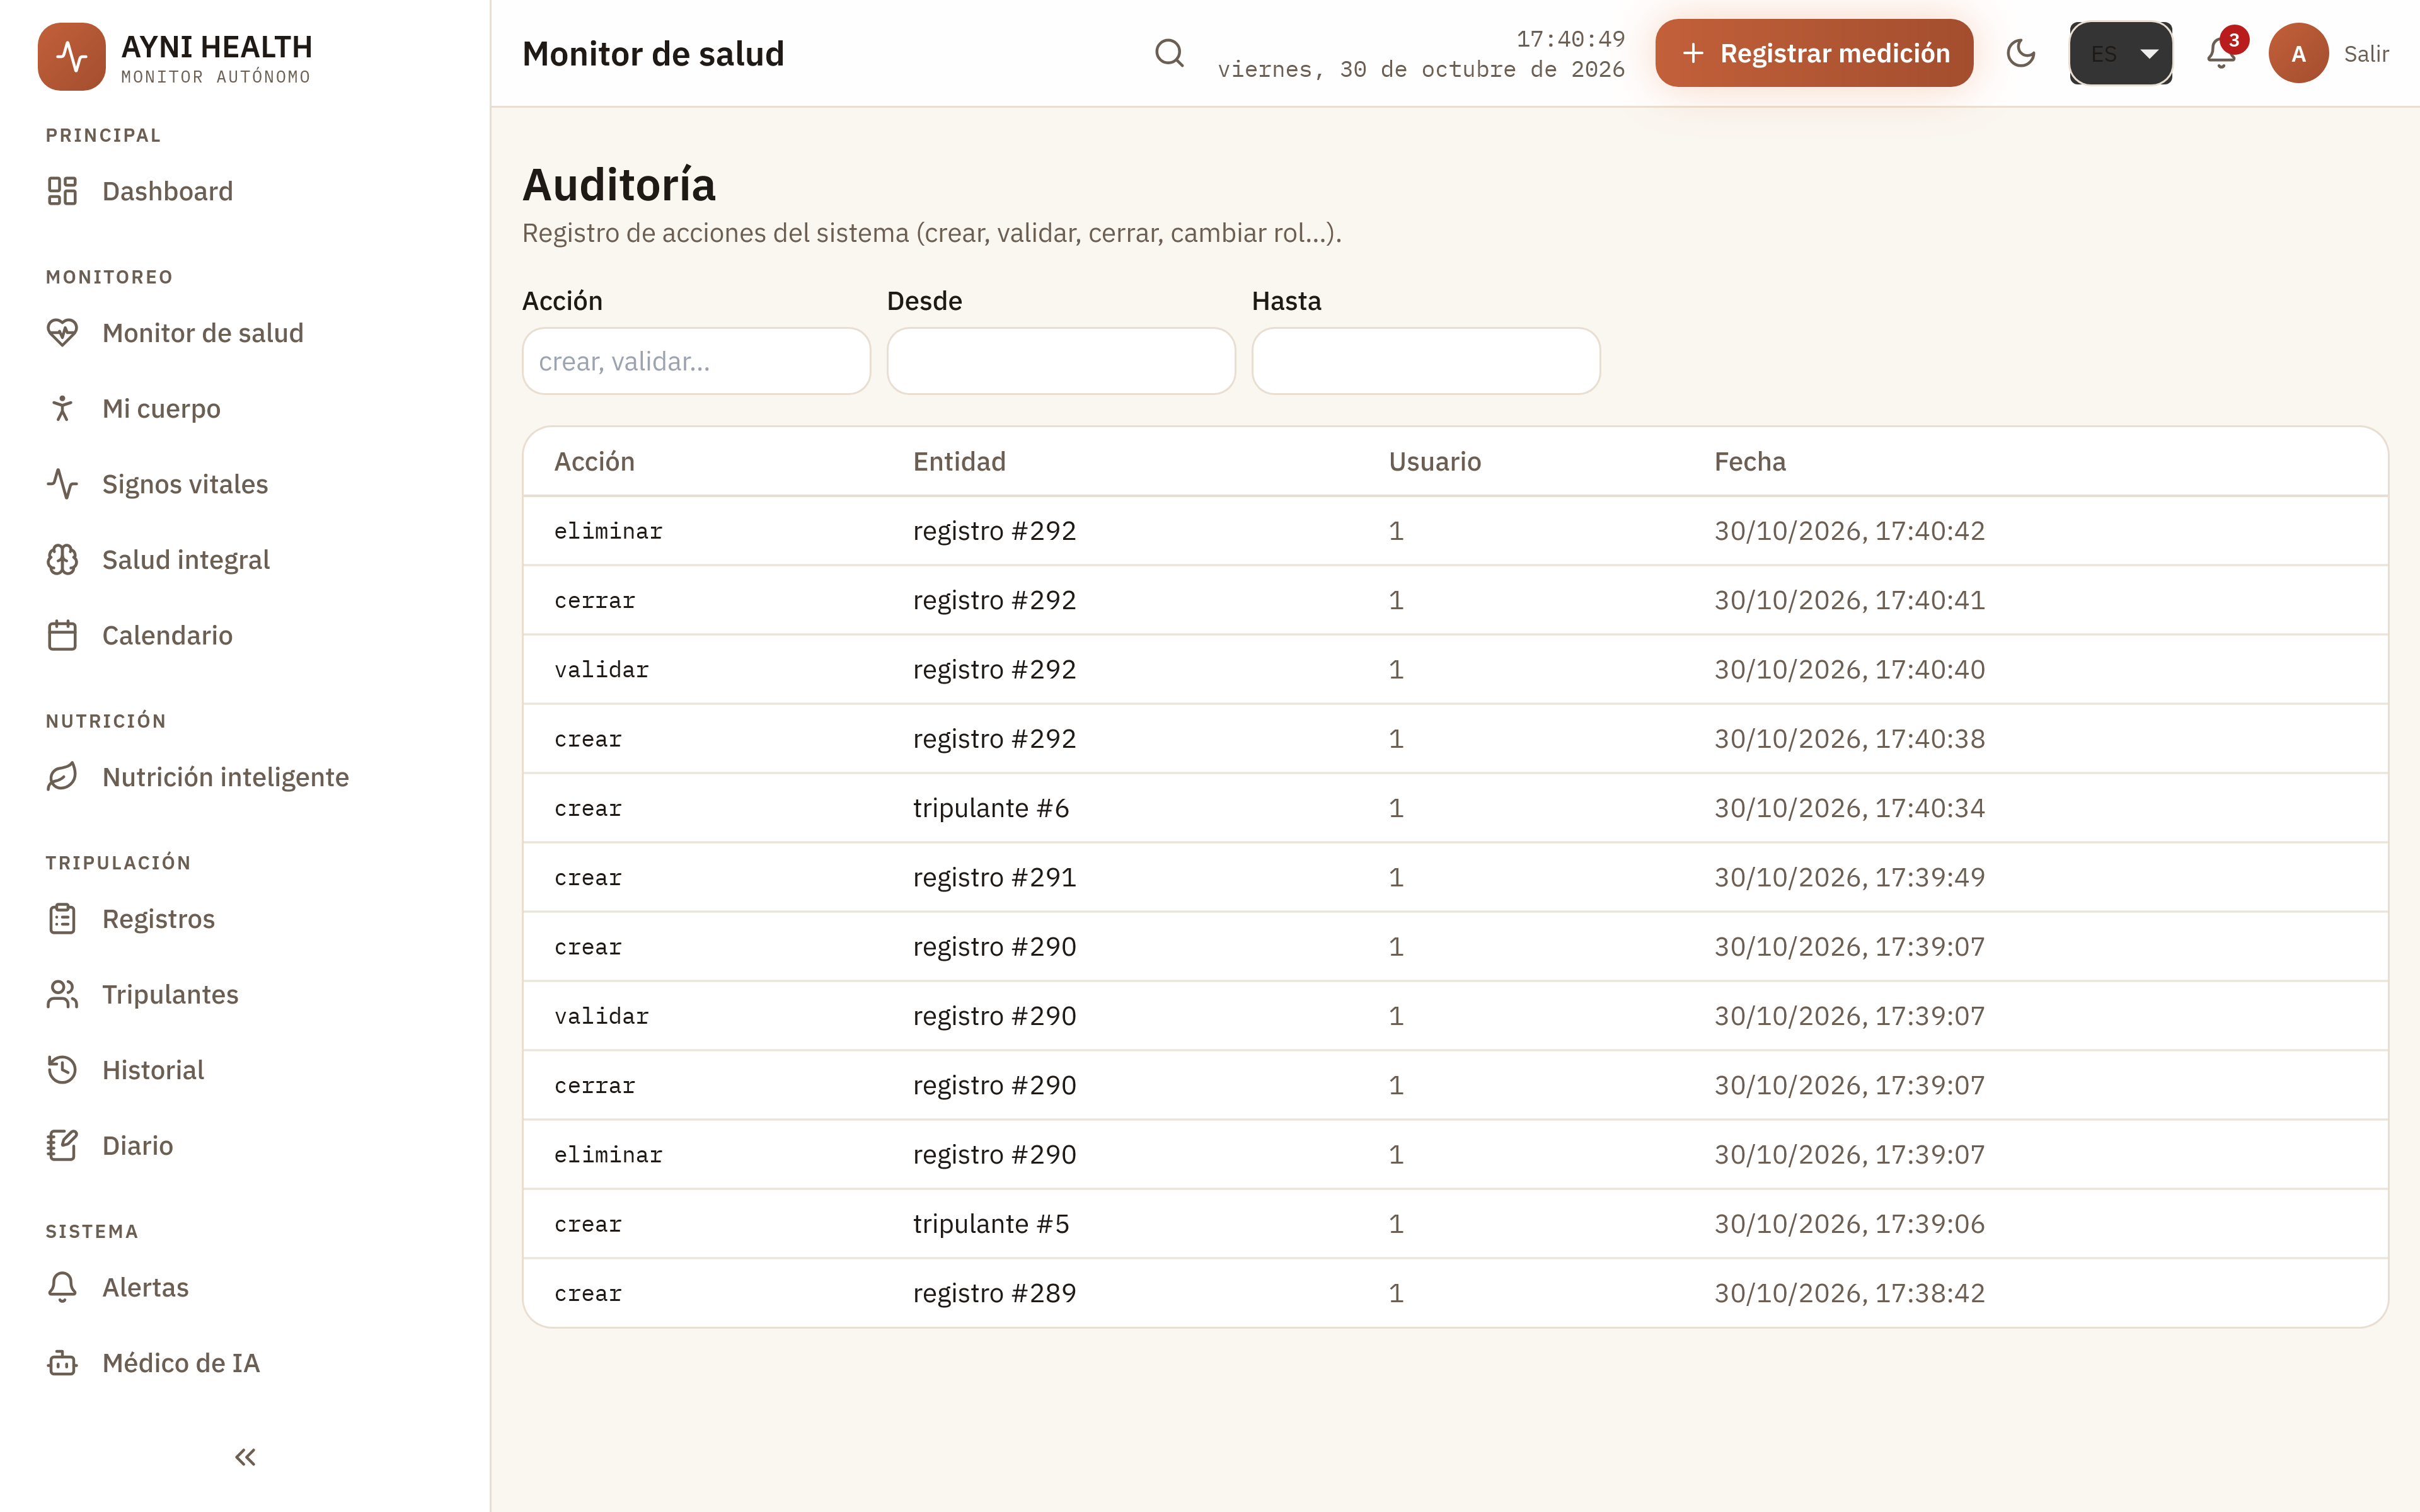 AYNI HEALTH
MONITOR AUTÓNOMO
PRINCIPAL
Dashboard
MONITOREO
Monitor de salud
Mi cuerpo
Signos vitales
Salud integral
Calendario
NUTRICIÓN
Nutrición inteligente
TRIPULACIÓN
Registros
Tripulantes
Historial
Diario
SISTEMA
Alertas
Médico de IA
Monitor de salud
17:40:49
viernes, 30 de octubre de 2026
Registrar medición
ES
3
A
Salir
Auditoría
Registro de acciones del sistema (crear, validar, cerrar, cambiar rol...).
Acción Desde Hasta
crear, validar...
Acción Entidad Usuario Fecha
eliminar registro #292 1 30/10/2026, 17:40:42
cerrar registro #292 1 30/10/2026, 17:40:41
validar registro #292 1 30/10/2026, 17:40:40
crear registro #292 1 30/10/2026, 17:40:38
crear tripulante #6 1 30/10/2026, 17:40:34
crear registro #291 1 30/10/2026, 17:39:49
crear registro #290 1 30/10/2026, 17:39:07
validar registro #290 1 30/10/2026, 17:39:07
cerrar registro #290 1 30/10/2026, 17:39:07
eliminar registro #290 1 30/10/2026, 17:39:07
crear tripulante #5 1 30/10/2026, 17:39:06
crear registro #289 1 30/10/2026, 17:38:42